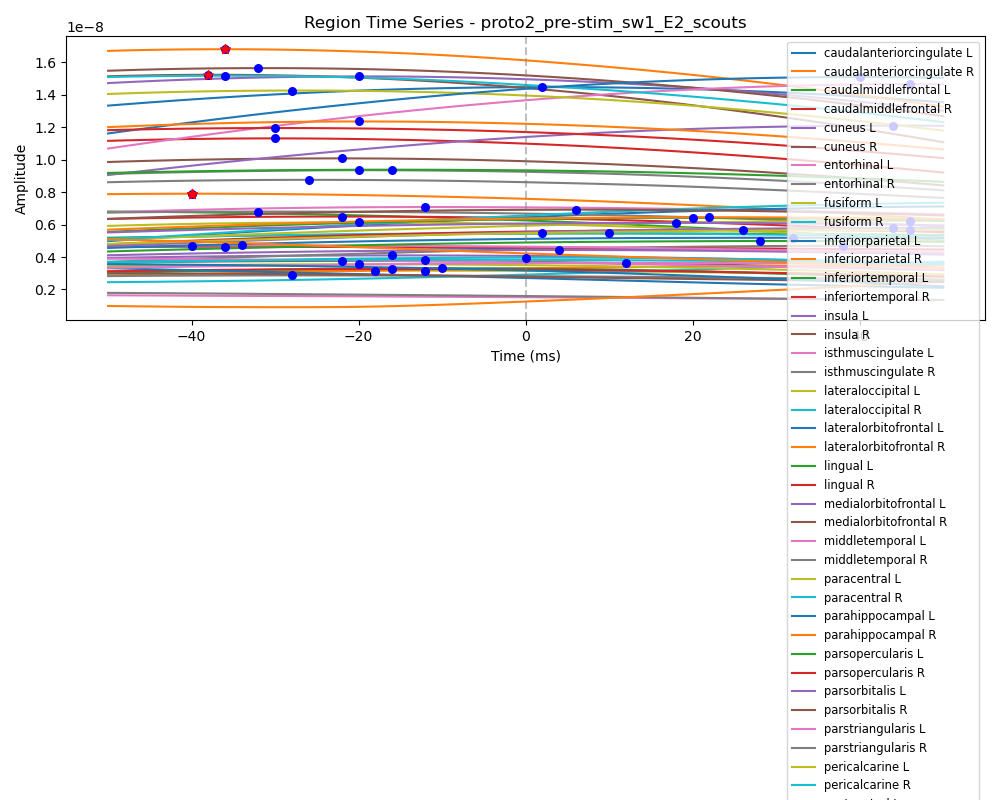 Region Time Series - proto2_pre-stim_sw1_E2_scouts
1e−8
1.6
1.4
1.2
1.0
0.8
0.6
0.4
0.2
Amplitude
−40
−20
0
20
Time (ms)
caudalanteriorcingulate L
caudalanteriorcingulate R
caudalmiddlefrontal L
caudalmiddlefrontal R
cuneus L
cuneus R
entorhinal L
entorhinal R
fusiform L
fusiform R
inferiorparietal L
inferiorparietal R
inferiortemporal L
inferiortemporal R
insula L
insula R
isthmuscingulate L
isthmuscingulate R
lateraloccipital L
lateraloccipital R
lateralorbitofrontal L
lateralorbitofrontal R
lingual L
lingual R
medialorbitofrontal L
medialorbitofrontal R
middletemporal L
middletemporal R
paracentral L
paracentral R
parahippocampal L
parahippocampal R
parsopercularis L
parsopercularis R
parsorbitalis L
parsorbitalis R
parstriangularis L
parstriangularis R
pericalcarine L
pericalcarine R